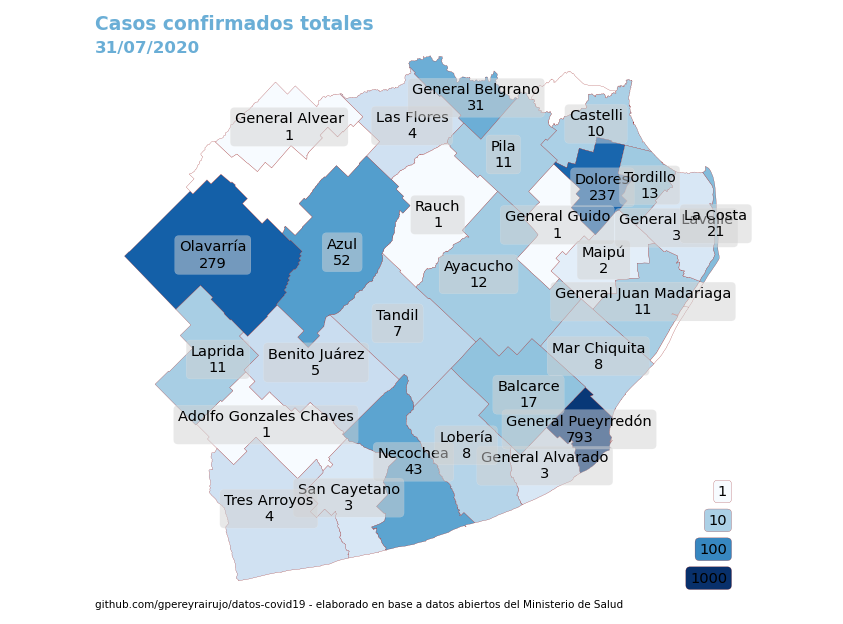 Casos confirmados totales
31/07/2020
General Belgrano
31
General Alvear
1
Las Flores
4
Castelli
10
Pila
11
Dolores
237
Tordillo
13
Rauch
1
General Guido
1
General Lavalle
3
La Costa
21
Olavarría
279
Azul
52
Maipú
2
Ayacucho
12
General Juan Madariaga
11
Tandil
7
Laprida
11
Benito Juárez
5
Mar Chiquita
8
Balcarce
17
Adolfo Gonzales Chaves
1
General Pueyrredón
793
Lobería
8
Necochea
43
General Alvarado
3
San Cayetano
3
Tres Arroyos
4
1
10
100
1000
github.com/gpereyrairujo/datos-covid19 - elaborado en base a datos abiertos del Ministerio de Salud